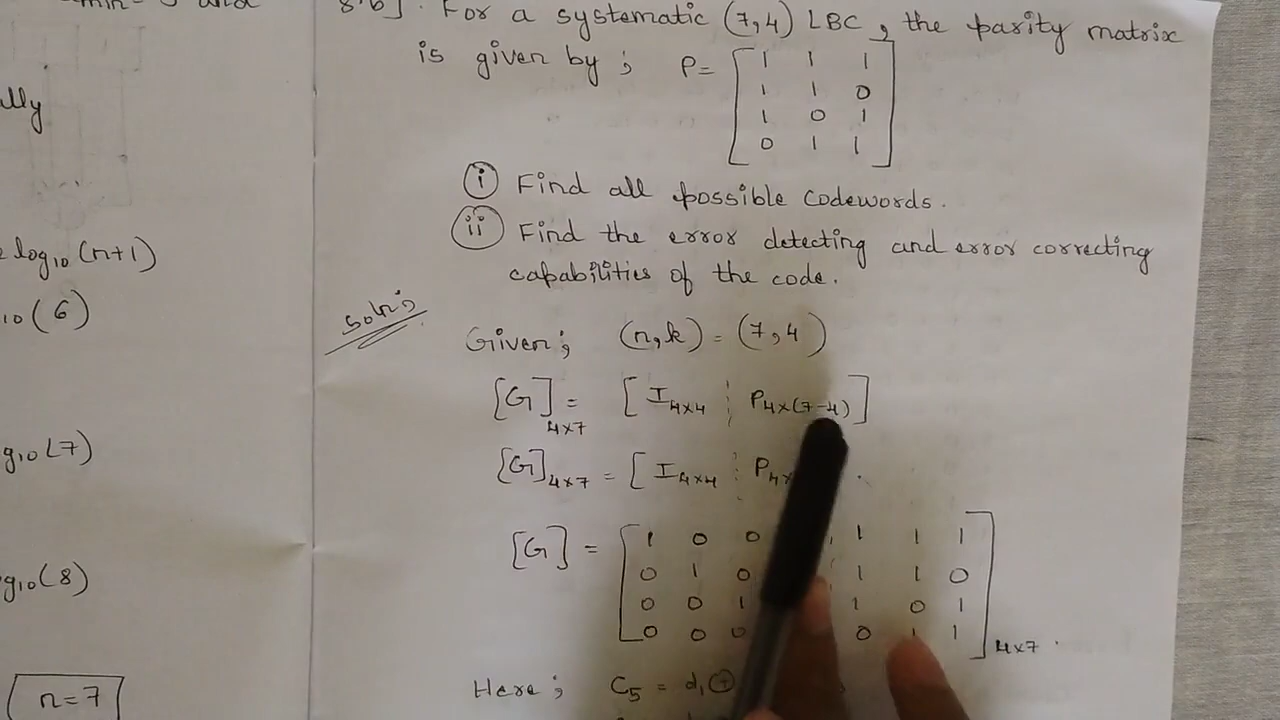 min= 3 and
ally
log10 (n+1)
10 (6)
g10 (7)
g10 (8)
n=7
8.6]. For a systematic (7,4) LBC, the parity matrix
is given by; P= [ 1 1 1
1 1 0
1 0 1
0 1 1 ]
(i) Find all possible codewords.
(ii) Find the error detecting and error correcting
capabilities of the code.
Soln;
Given; (n,k) = (7,4)
[G]4x7 = [ I4x4 ¦ P4x(7-4) ]
[G]4x7 = [ I4x4 ¦ P4x
[G] = [ 1 0 0 1 1 1
0 1 0 1 1 0
0 0 1 1 0 1
0 0 0 0 1 1 ]4x7.
Here; C5 = d1 ⊕